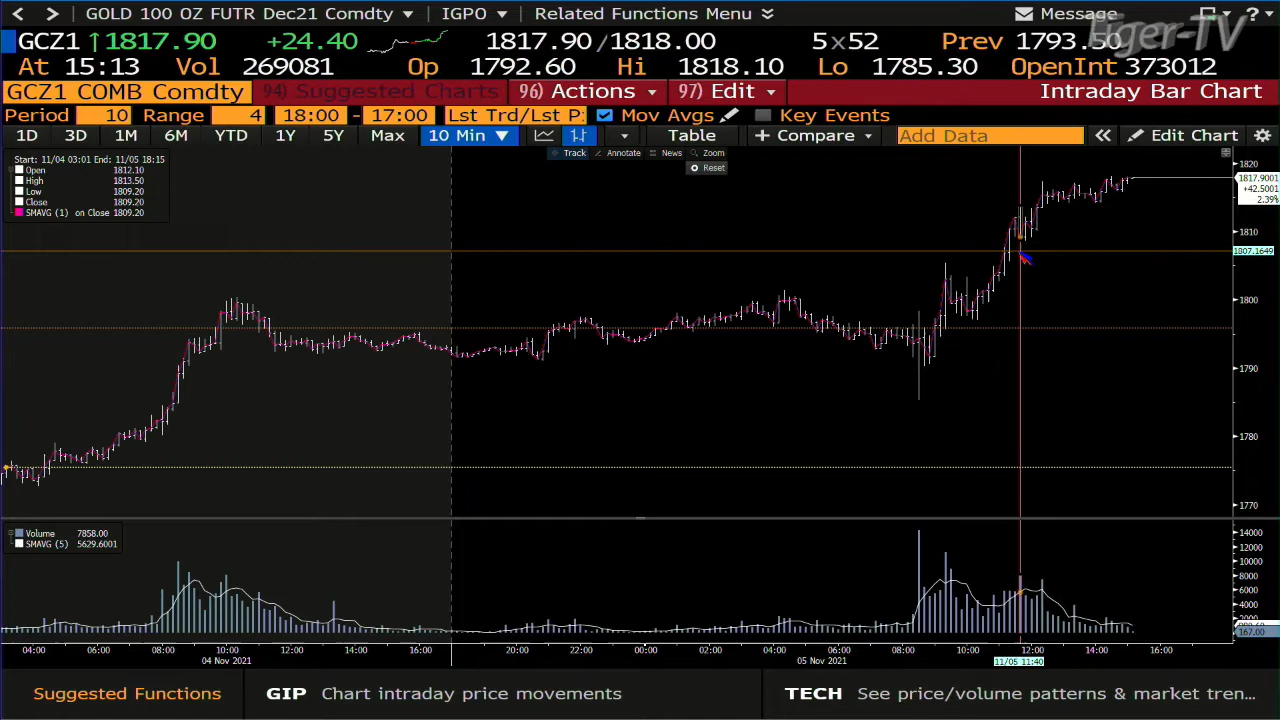 GOLD 100 OZ FUTR Dec21 Comdty IGPO Related Functions Menu Message ?
Eger-TV
GCZ1 ↑1817.90 +24.40 1817.90/1818.00 5x52 Prev 1793.50
At 15:13 Vol 269081 Op 1792.60 Hi 1818.10 Lo 1785.30 OpenInt 373012
GCZ1 COMB Comdty 94) Suggested Charts 96) Actions 97) Edit Intraday Bar Chart
Period 10 Range 4 18:00 - 17:00 Lst Trd/Lst P Mov Avgs Key Events
1D 3D 1M 6M YTD 1Y 5Y Max 10 Min Table + Compare Add Data Edit Chart
Track Annotate News Zoom
Reset
Start: 11/04 03:01 End: 11/05 18:15
Open 1812.10
High 1813.50
Low 1809.20
Close 1809.20
SMAVG (1) on Close 1809.20
1820
1817.9001
+42.5001
2.39%
1810
1807.1649
1800
1790
1780
1770
Volume 7858.00
SMAVG (5) 5629.6001
14000
12000
10000
8000
6000
4000
167.00
04:00 06:00 08:00 10:00 12:00 14:00 16:00 20:00 22:00 00:00 02:00 04:00 06:00 08:00 10:00 12:00 14:00 16:00
04 Nov 2021 05 Nov 2021 11/05 11:40
Suggested Functions GIP Chart intraday price movements TECH See price/volume patterns & market tren...